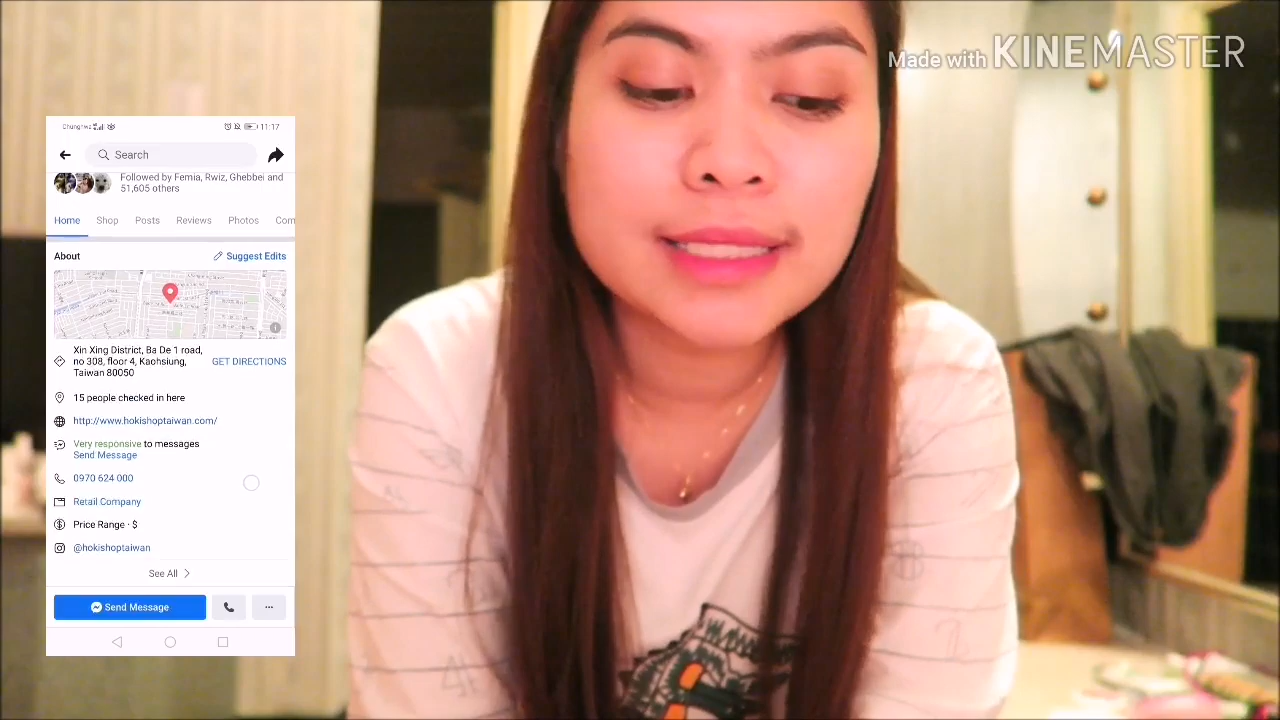 Made with KINEMASTER
Chunghwa
11:17
Search
Followed by Femia, Rwiz, Ghebbei and
51,605 others
Home Shop Posts Reviews Photos Com
About Suggest Edits
Xin Xing District, Ba De 1 road,
no 308, floor 4, Kaohsiung,
Taiwan 80050
GET DIRECTIONS
15 people checked in here
http://www.hokishoptaiwan.com/
Very responsive to messages
Send Message
0970 624 000
Retail Company
Price Range · $
@hokishoptaiwan
See All
Send Message